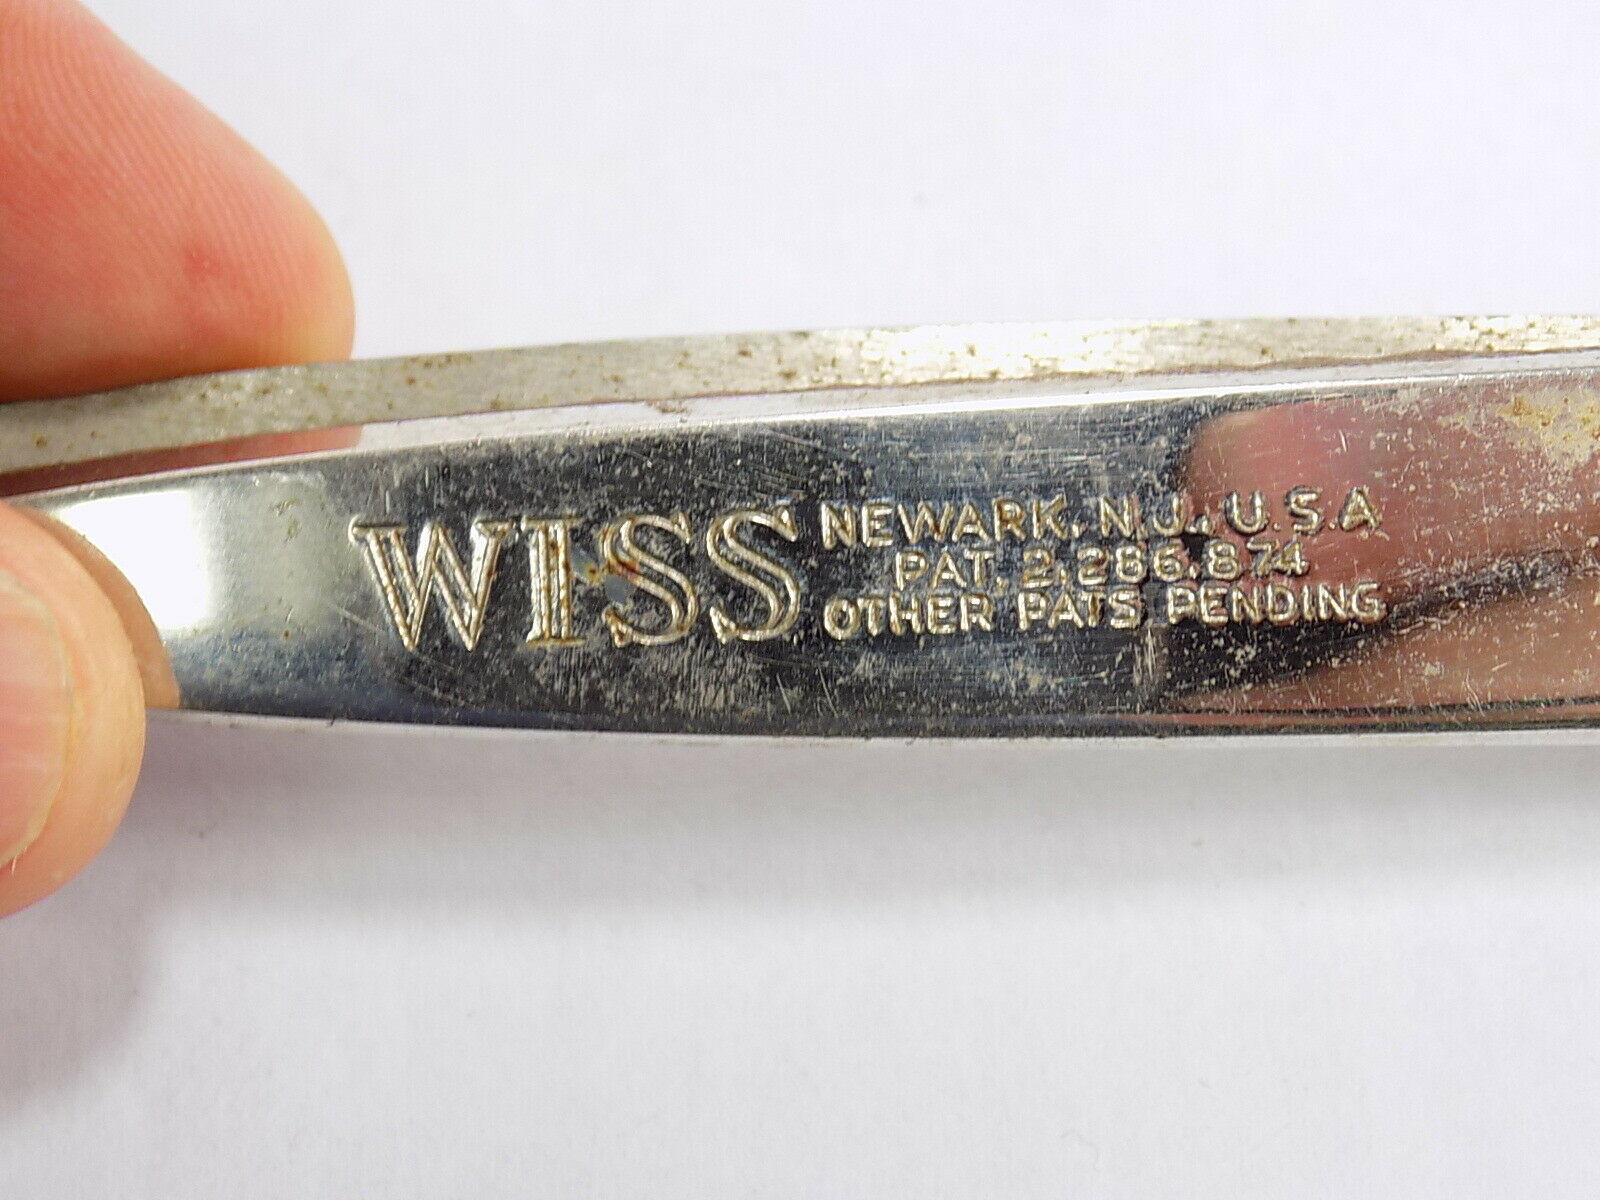 WISS
NEWARK, N.J., U.S.A
PAT. 2,286,874
OTHER PATS PENDING